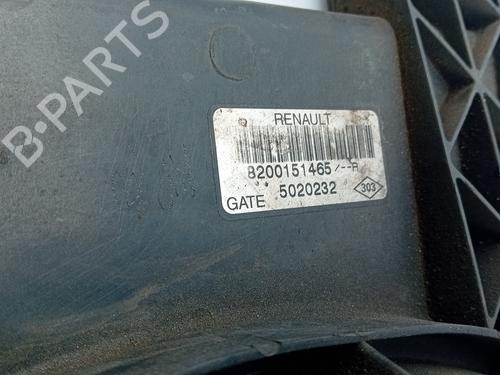 B-PARTS
RENAULT
8200151465/--A
GATE 5020232 303